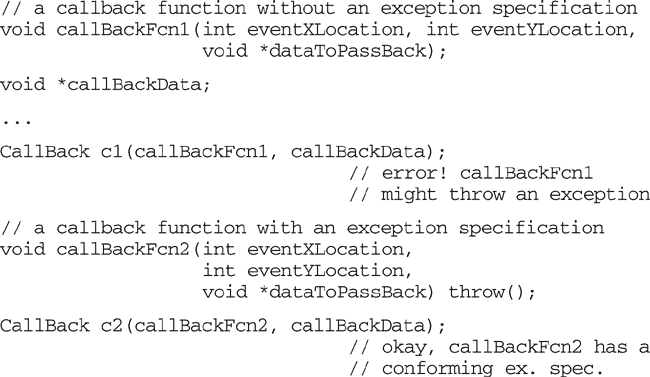 // a callback function without an exception specification
void callBackFcn1(int eventXLocation, int eventYLocation,
                  void *dataToPassBack);
void *callBackData;
...
CallBack c1(callBackFcn1, callBackData);
                               // error! callBackFcn1
                               // might throw an exception
// a callback function with an exception specification
void callBackFcn2(int eventXLocation,
                  int eventYLocation,
                  void *dataToPassBack) throw();
CallBack c2(callBackFcn2, callBackData);
                               // okay, callBackFcn2 has a
                               // conforming ex. spec.